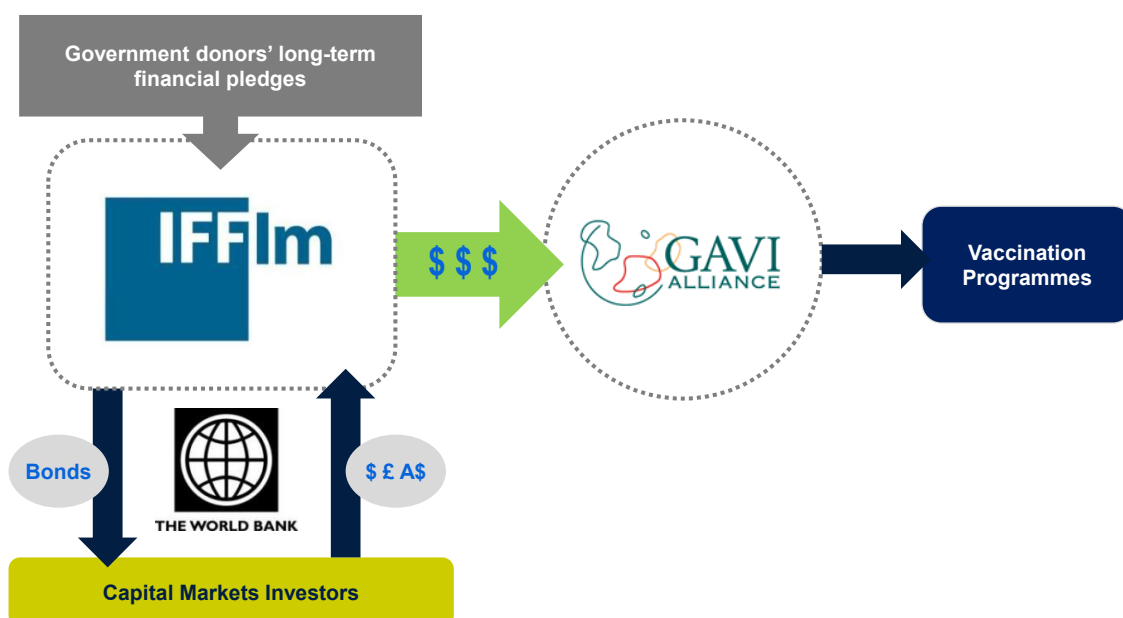 Government donors’ long-term
financial pledges
IFFIm
$ $ $
GAVI
ALLIANCE
Vaccination
Programmes
Bonds
THE WORLD BANK
$ £ A$
Capital Markets Investors